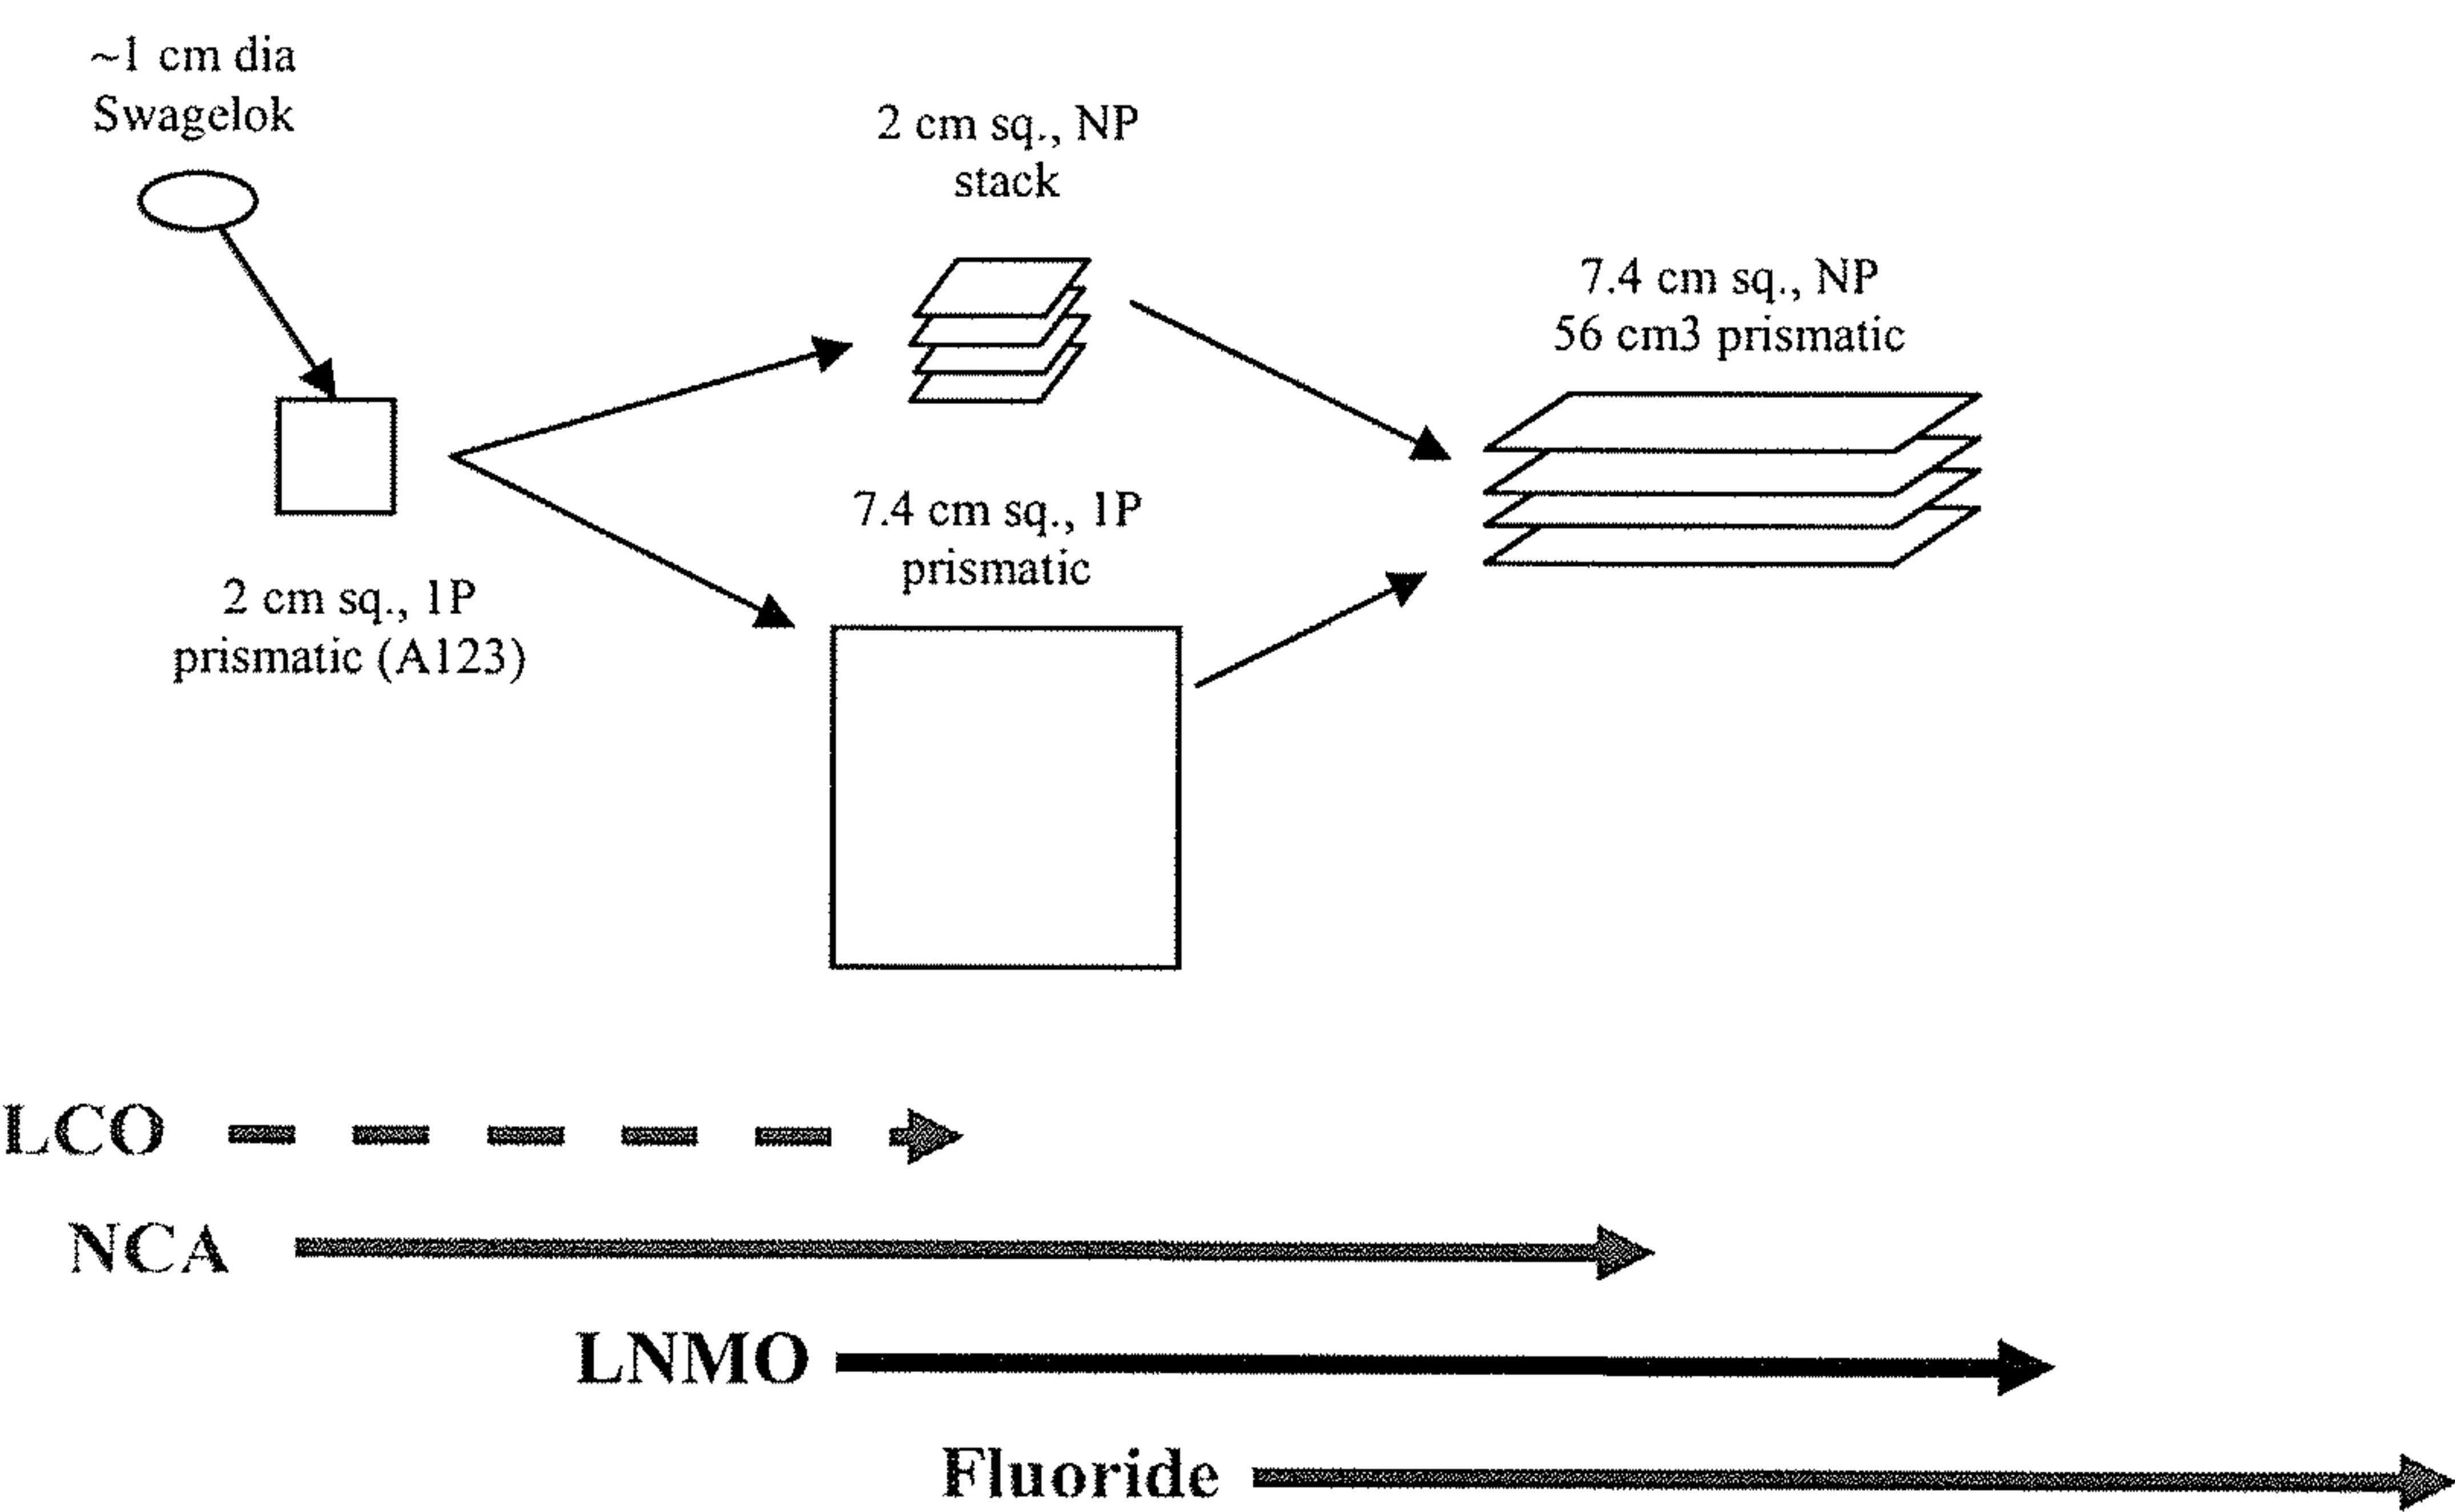 ~1 cm dia
Swagelok
2 cm sq., NP
stack
7.4 cm sq., NP
56 cm3 prismatic
7.4 cm sq., 1P
prismatic
2 cm sq., 1P
prismatic (A123)
LCO
NCA
LNMO
Fluoride